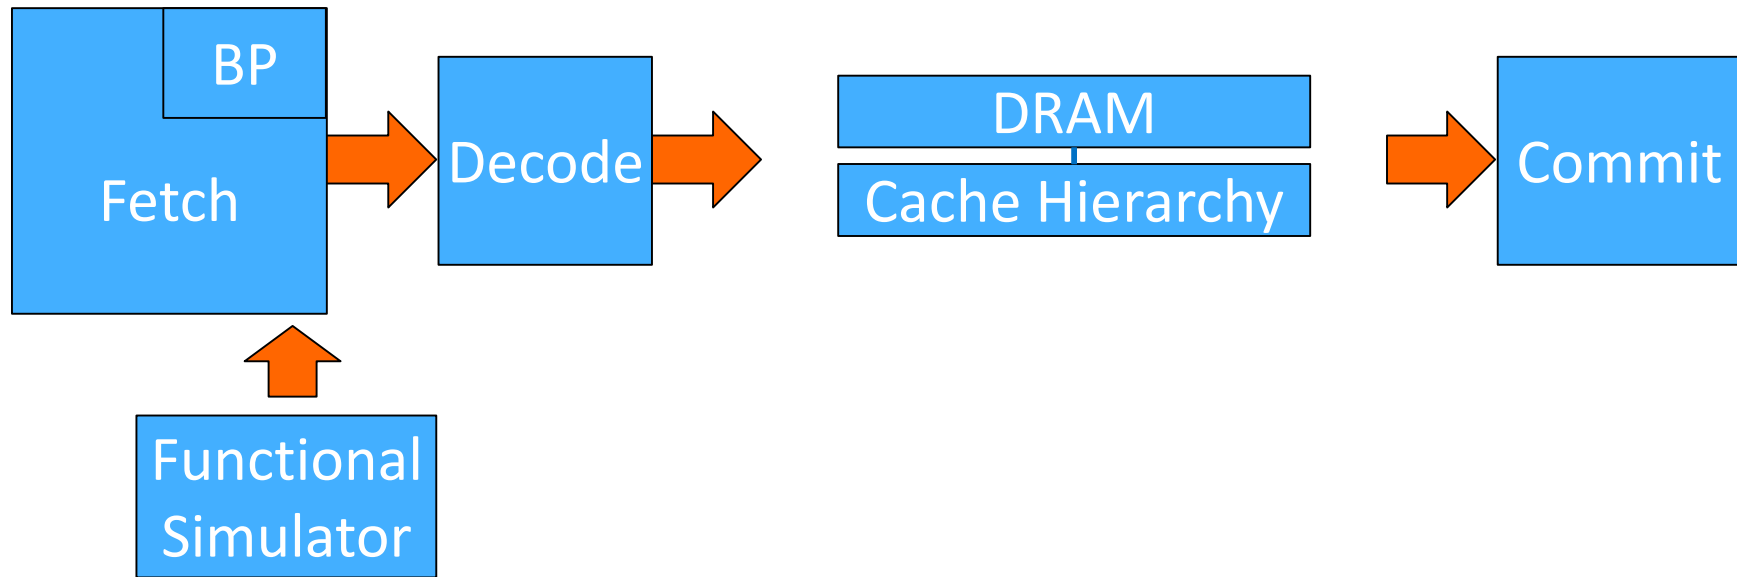 BP
Fetch
Decode
DRAM
Cache Hierarchy
Commit
Functional
Simulator